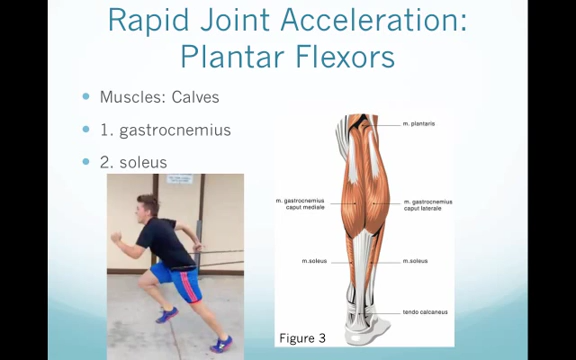 Rapid Joint Acceleration:
Plantar Flexors
Muscles: Calves
1. gastrocnemius
2. soleus
m. plantaris
m. gastrocnemius
caput mediale
m. gastrocnemius
caput laterale
m.soleus
m.soleus
tendo calcaneus
Figure 3